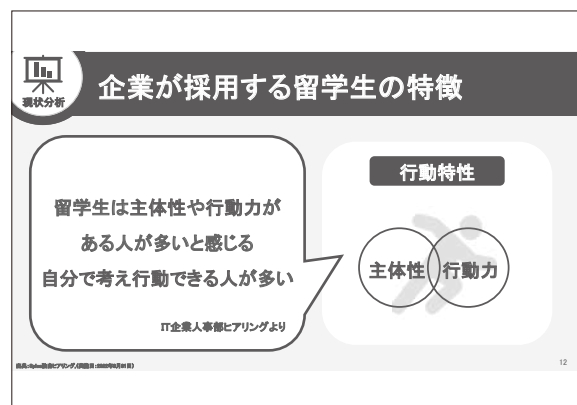 現状分析
企業が採用する留学生の特徴
留学生は主体性や行動力が
ある人が多いと感じる
自分で考え行動できる人が多い
IT企業人事部ヒアリングより
行動特性
主体性
行動力
12